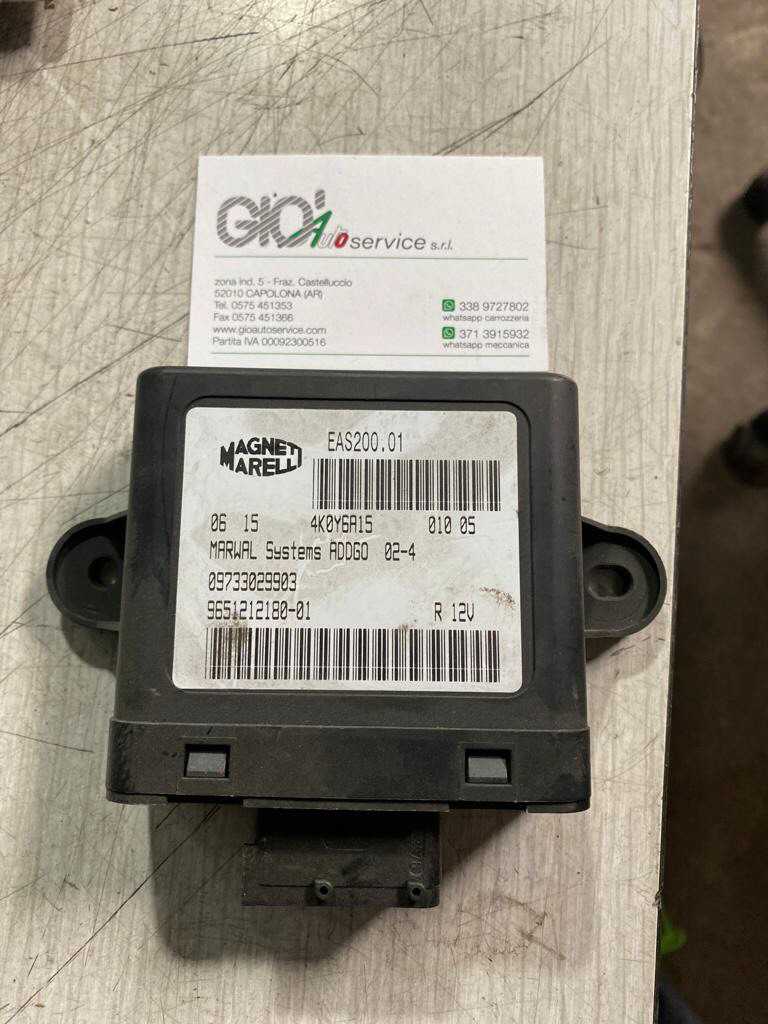 GIO' Auto service s.r.l.
zona ind. 5 - Fraz. Castelluccio
52010 CAPOLONA (AR)
Tel. 0575 451353
Fax 0575 451366
www.gioautoservice.com
Partita IVA 00092300516
338 9727802
whatsapp carrozzeria
371 3915932
whatsapp meccanica
MAGNETI
MARELLI
EAS200.01
06 15 4K0Y6A15 010 05
MARWAL Systems ADDGO 02-4
09733029903
9651212180-01 R 12V